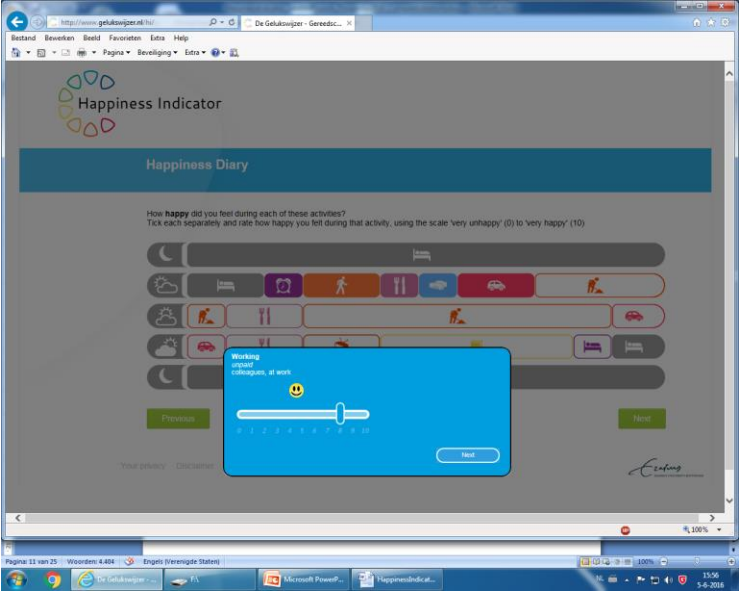 http://www.gelukswijzer.nl/hi/
De Gelukswijzer - Gereedsc...
Bestand Bewerken Beeld Favorieten Extra Help
Pagina Beveiliging Extra
Happiness Indicator
Happiness Diary
How happy did you feel during each of these activities?
Tick each separately and rate how happy you felt during that activity, using the scale 'very unhappy' (0) to 'very happy' (10)
Working
unpaid
colleagues, at work
0 1 2 3 4 5 6 7 8 9 10
Next
Previous
Next
Your privacy Disclaimer
Erasmus
100%
Pagina: 11 van 25 Woorden: 4.484 Engels (Verenigde Staten)
100%
De Gelukswijzer - ...
F:\
Microsoft PowerP...
HappinessIndicat...
NL
15:56
5-6-2016